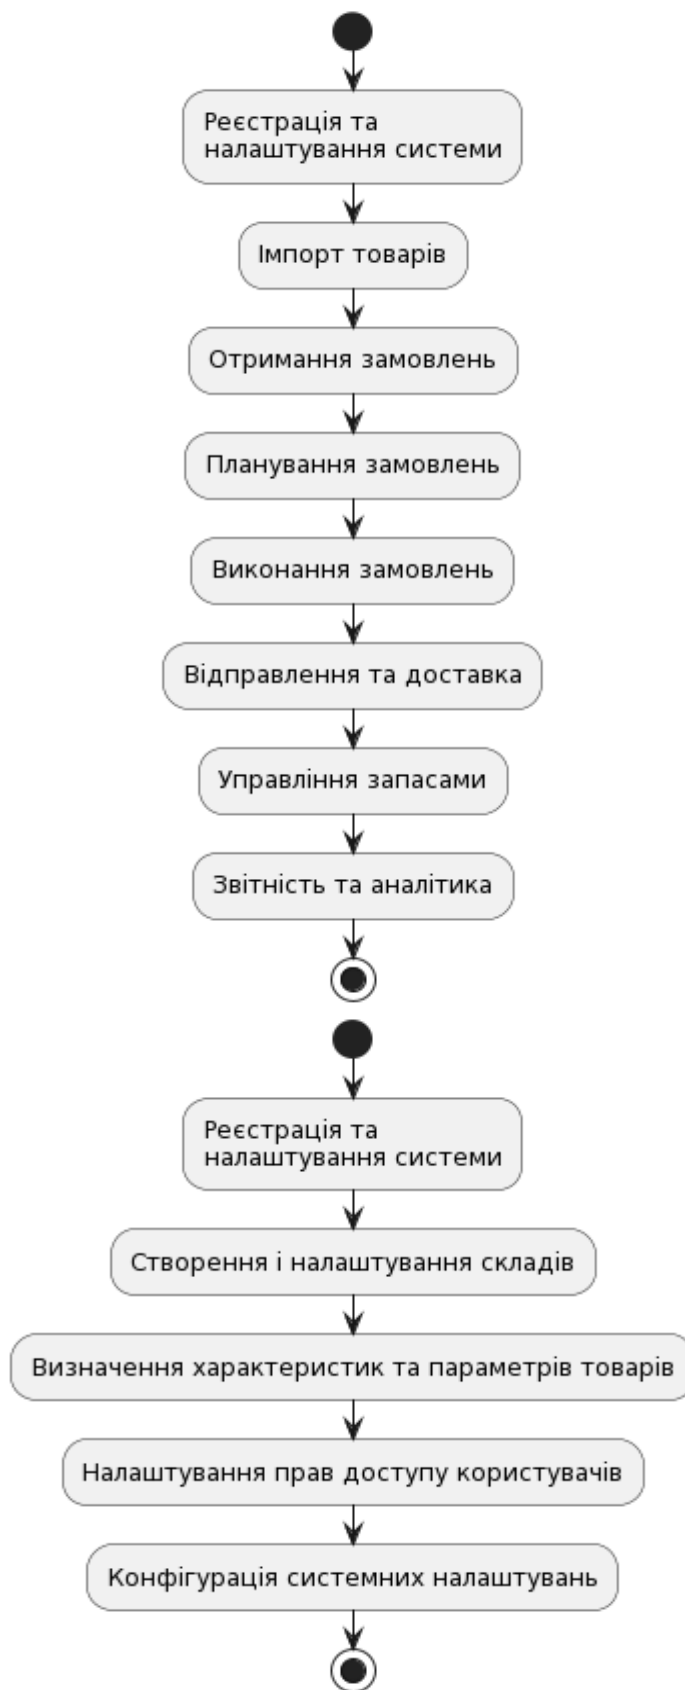 Реєстрація та
налаштування системи
Імпорт товарів
Отримання замовлень
Планування замовлень
Виконання замовлень
Відправлення та доставка
Управління запасами
Звітність та аналітика
Реєстрація та
налаштування системи
Створення і налаштування складів
Визначення характеристик та параметрів товарів
Налаштування прав доступу користувачів
Конфігурація системних налаштувань